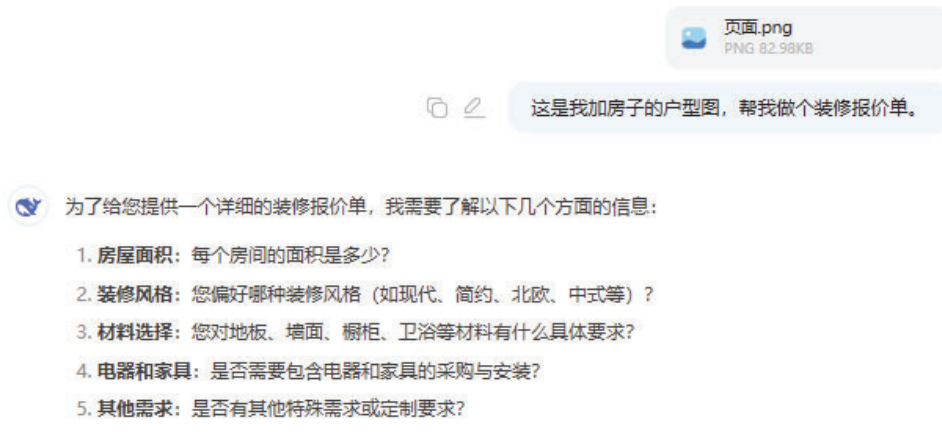 页面.png
PNG 82.98KB
这是我加房子的户型图，帮我做个装修报价单。
为了给您提供一个详细的装修报价单，我需要了解以下几个方面的信息：
1. 房屋面积：每个房间的面积是多少？
2. 装修风格：您偏好哪种装修风格（如现代、简约、北欧、中式等）？
3. 材料选择：您对地板、墙面、橱柜、卫浴等材料有什么具体要求？
4. 电器和家具：是否需要包含电器和家具的采购与安装？
5. 其他需求：是否有其他特殊需求或定制要求？